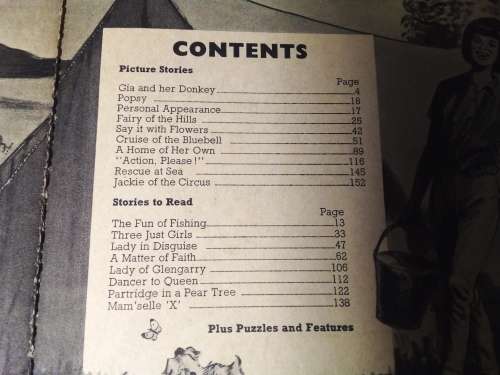 CONTENTS
Picture Stories
Page
Gia and her Donkey 4
Popsy 16
Personal Appearance 17
Fairy of the Hills 25
Say it with Flowers 42
Cruise of the Bluebell 51
A Home of Her Own 89
"Action, Please!" 116
Rescue at Sea 145
Jackie of the Circus 152
Stories to Read
Page
The Fun of Fishing 13
Three Just Girls 33
Lady in Disguise 47
A Matter of Faith 62
Lady of Glengarry 106
Dancer to Queen 112
Partridge in a Pear Tree 122
Mam'selle 'X' 138
Plus Puzzles and Features